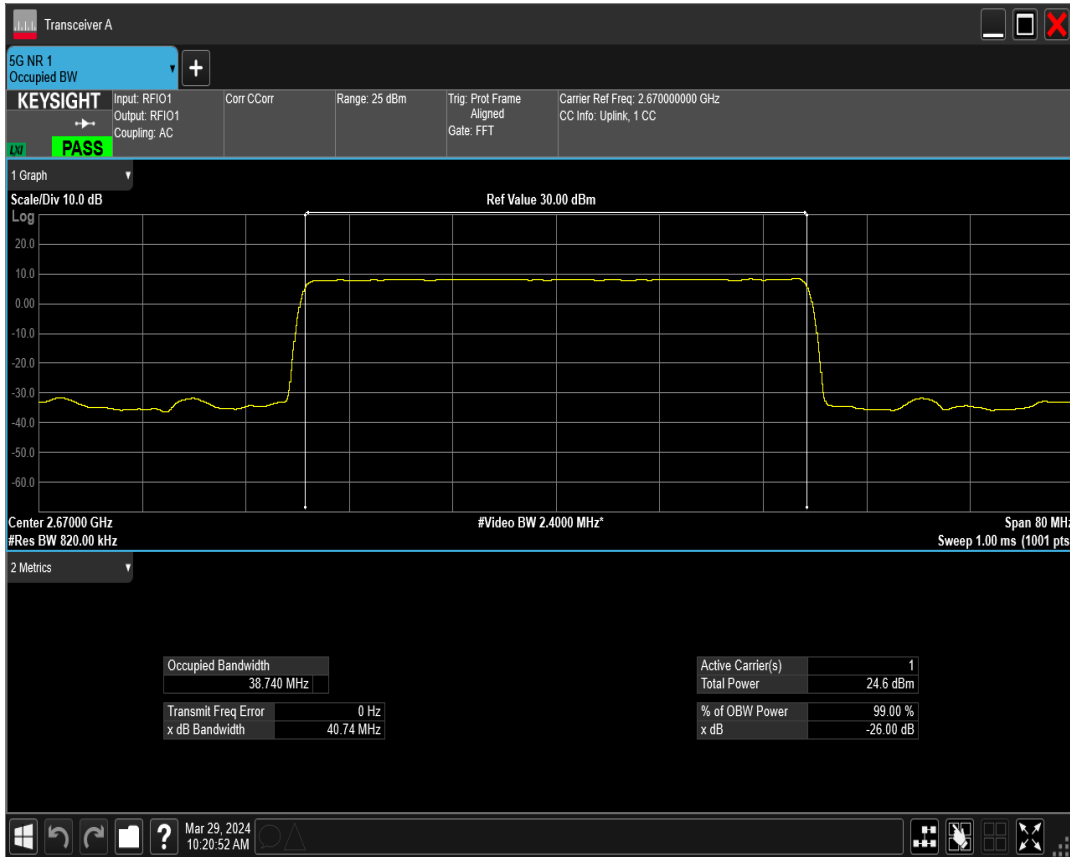 Transceiver A
5G NR 1
Occupied BW
KEYSIGHT
LXI
PASS
Input: RFIO1
Output: RFIO1
Coupling: AC
Corr CCorr
Range: 25 dBm
Trig: Prot Frame
Aligned
Gate: FFT
Carrier Ref Freq: 2.670000000 GHz
CC Info: Uplink, 1 CC
1 Graph
Scale/Div 10.0 dB
Ref Value 30.00 dBm
Log
20.0
10.0
0.00
-10.0
-20.0
-30.0
-40.0
-50.0
-60.0
Center 2.67000 GHz
#Video BW 2.4000 MHz*
Span 80 MHz
#Res BW 820.00 kHz
Sweep 1.00 ms (1001 pts
2 Metrics
Occupied Bandwidth
38.740 MHz
Transmit Freq Error 0 Hz
x dB Bandwidth 40.74 MHz
Active Carrier(s) 1
Total Power 24.6 dBm
% of OBW Power 99.00 %
x dB -26.00 dB
?
Mar 29, 2024
10:20:52 AM